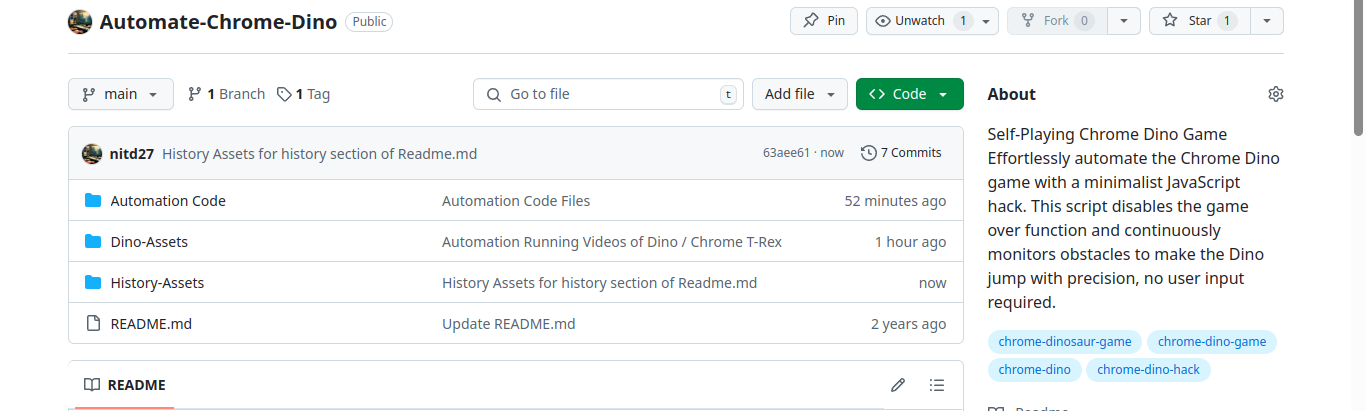 Automate-Chrome-Dino Public Pin Unwatch 1 Fork 0 Star 1
main 1 Branch 1 Tag Go to file t Add file Code
nitd27 History Assets for history section of Readme.md 63aee61 · now 7 Commits
Automation Code Automation Code Files 52 minutes ago
Dino-Assets Automation Running Videos of Dino / Chrome T-Rex 1 hour ago
History-Assets History Assets for history section of Readme.md now
README.md Update README.md 2 years ago
README
About
Self-Playing Chrome Dino Game
Effortlessly automate the Chrome Dino
game with a minimalist JavaScript
hack. This script disables the game
over function and continuously
monitors obstacles to make the Dino
jump with precision, no user input
required.
chrome-dinosaur-game chrome-dino-game
chrome-dino chrome-dino-hack
Readme